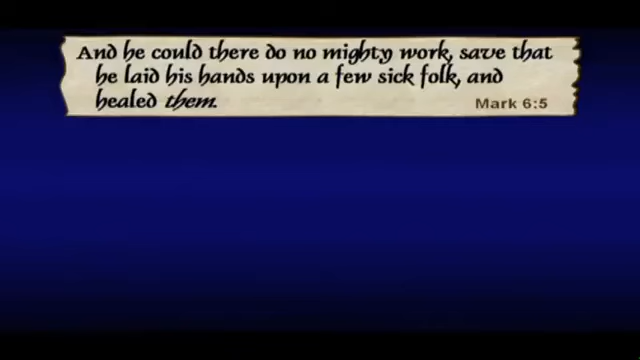 And he could there do no mighty work, save that
he laid his hands upon a few sick folk, and
healed them.
Mark 6:5